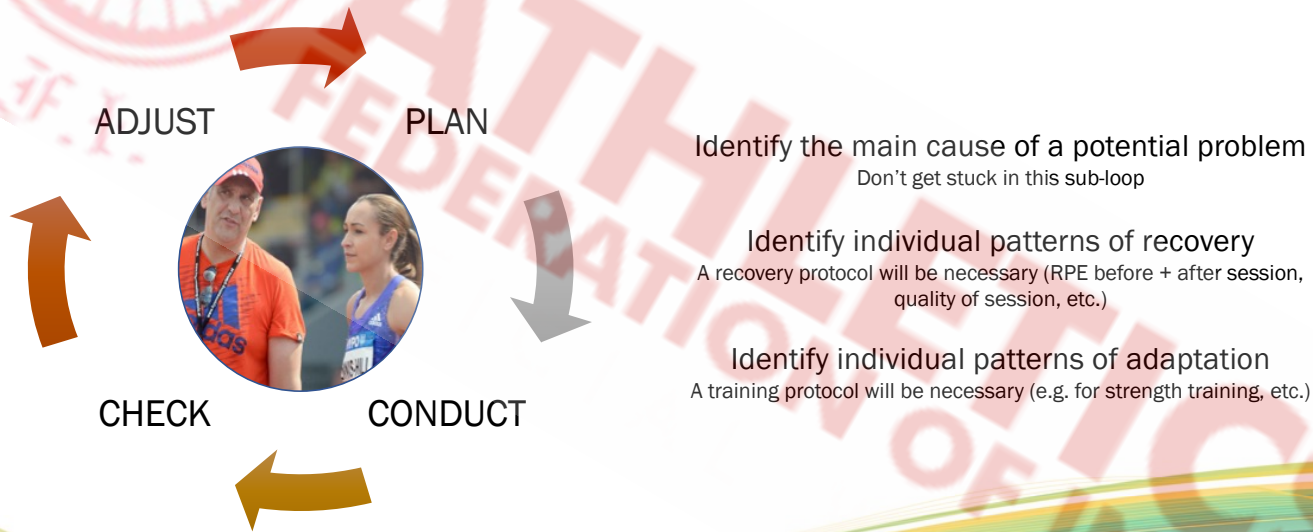 ADJUST
PLAN
CHECK
CONDUCT
Identify the main cause of a potential problem
Don't get stuck in this sub-loop
Identify individual patterns of recovery
A recovery protocol will be necessary (RPE before + after session,
quality of session, etc.)
Identify individual patterns of adaptation
A training protocol will be necessary (e.g. for strength training, etc.)
ATHLETIC
FEDERATION OF
F. I.
das